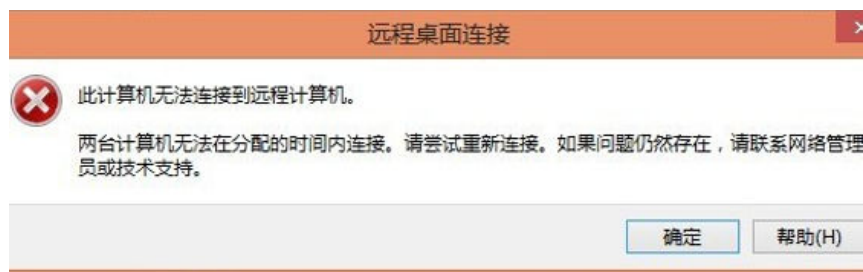 远程桌面连接
此计算机无法连接到远程计算机。
两台计算机无法在分配的时间内连接。请尝试重新连接。如果问题仍然存在，请联系网络管理
员或技术支持。
确定
帮助(H)